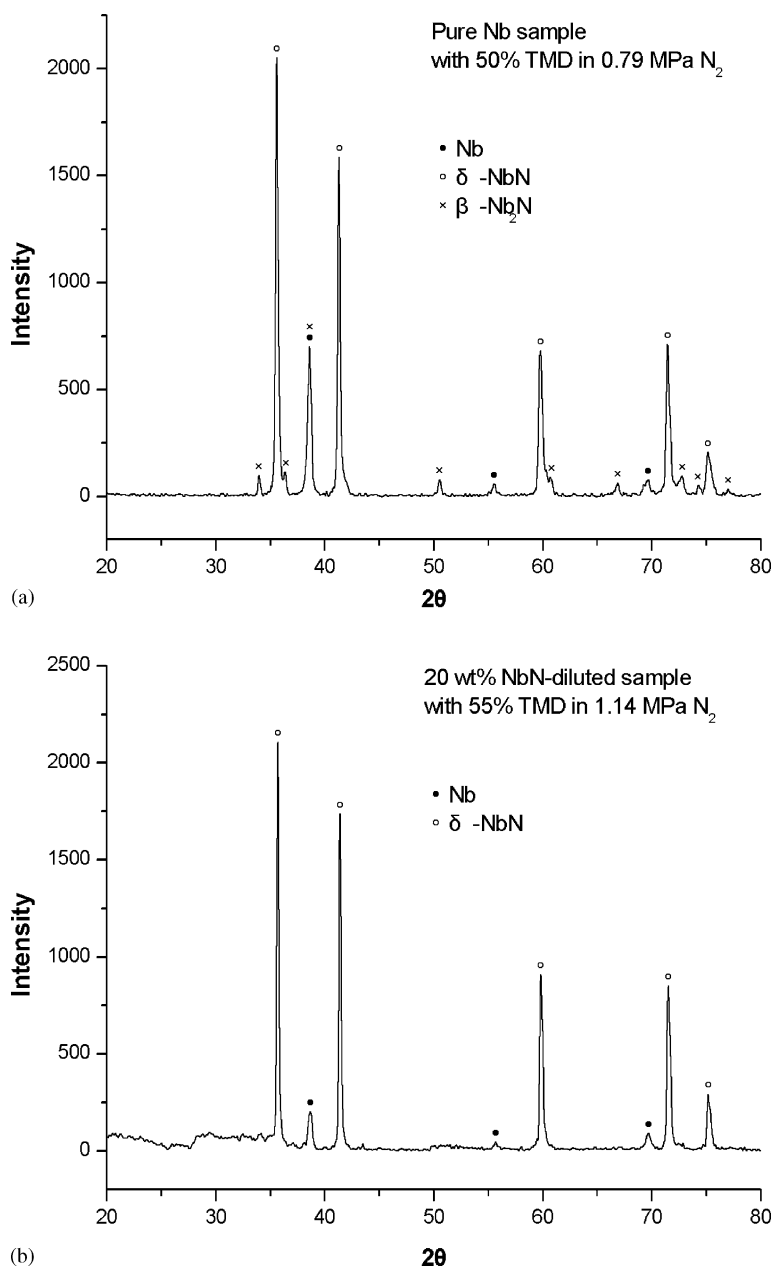 Pure Nb sample
with 50% TMD in 0.79 MPa N2
● Nb
○ δ -NbN
× β -Nb2N
2000
1500
1000
500
0
Intensity
20 30 40 50 60 70 80
(a)
2θ
20 wt% NbN-diluted sample
with 55% TMD in 1.14 MPa N2
● Nb
○ δ -NbN
2500
2000
1500
1000
500
0
Intensity
20 30 40 50 60 70 80
(b)
2θ